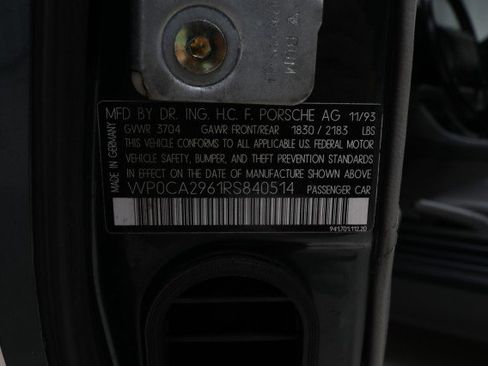 MFD BY DR. ING. H.C. F. PORSCHE AG 11/93
GVWR 3704 GAWR FRONT/REAR 1830 / 2183 LBS
THIS VEHICLE CONFORMS TO ALL APPLICABLE U.S. FEDERAL MOTOR
VEHICLE SAFETY, BUMPER, AND THEFT PREVENTION STANDARDS
IN EFFECT ON THE DATE OF MANUFACTURE SHOWN ABOVE.
MADE IN GERMANY
WP0CA2961RS840514 PASSENGER CAR